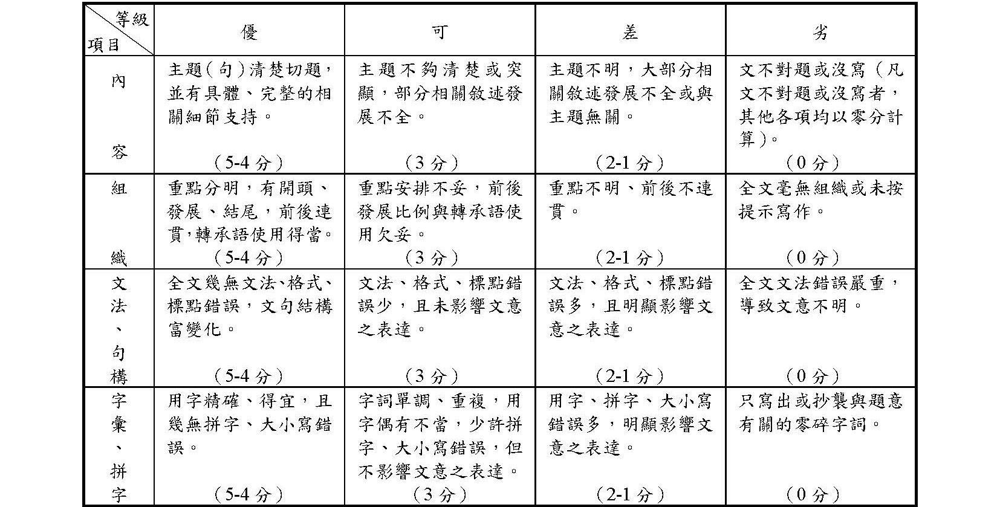 等級
項目
優
可
差
劣
內容
主題(句)清楚切題，
並有具體、完整的相
關細節支持。
（5-4 分）
主題不夠清楚或突
顯，部分相關敘述發
展不全。
（3 分）
主題不明，大部分相
關敘述發展不全或與
主題無關。
（2-1 分）
文不對題或沒寫（凡
文不對題或沒寫者，
其他各項均以零分計
算）。
（0 分）
組織
重點分明，有開頭、
發展、結尾，前後連
貫，轉承語使用得當。
（5-4 分）
重點安排不妥，前後
發展比例與轉承語使
用欠妥。
（3 分）
重點不明、前後不連
貫。
（2-1 分）
全文毫無組織或未按
提示寫作。
（0 分）
文法、句構
全文幾無文法、格式、
標點錯誤，文句結構
富變化。
（5-4 分）
文法、格式、標點錯
誤少，且未影響文意
之表達。
（3 分）
文法、格式、標點錯
誤多，且明顯影響文
意之表達。
（2-1 分）
全文文法錯誤嚴重，
導致文意不明。
（0 分）
字彙、拼字
用字精確、得宜，且
幾無拼字、大小寫錯
誤。
（5-4 分）
字詞單調、重複，用
字偶有不當，少許拼
字、大小寫錯誤，但
不影響文意之表達。
（3 分）
用字、拼字、大小寫
錯誤多，明顯影響文
意之表達。
（2-1 分）
只寫出或抄襲與題意
有關的零碎字詞。
（0 分）